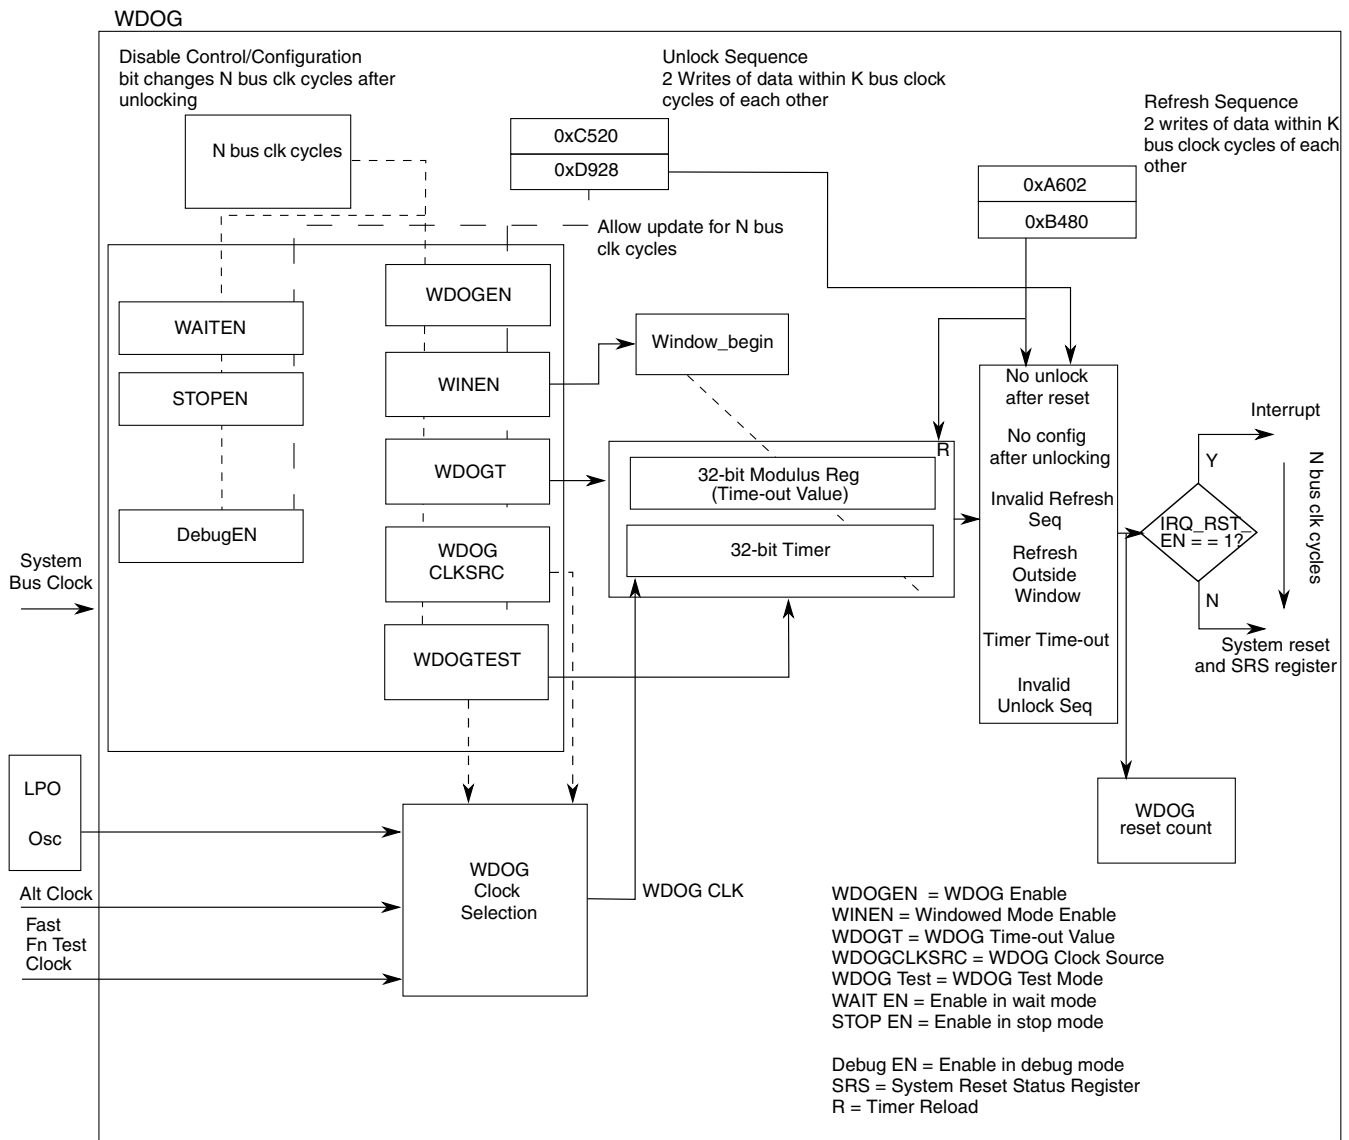 WDOG
Disable Control/Configuration
bit changes N bus clk cycles after
unlocking
N bus clk cycles
Unlock Sequence
2 Writes of data within K bus clock
cycles of each other
0xC520
0xD928
Allow update for N bus
clk cycles
Refresh Sequence
2 writes of data within K
bus clock cycles of each
other
0xA602
0xB480
WAITEN
STOPEN
DebugEN
WDOGEN
WINEN
WDOGT
WDOG
CLKSRC
WDOGTEST
Window_begin
R
32-bit Modulus Reg
(Time-out Value)
32-bit Timer
No unlock
after reset
No config
after unlocking
Invalid Refresh
Seq
Refresh
Outside
Window
Timer Time-out
Invalid
Unlock Seq
Interrupt
Y
IRQ_RST_
EN = = 1?
N
N bus clk cycles
System reset
and SRS register
System
Bus Clock
LPO
Osc
Alt Clock
Fast
Fn Test
Clock
WDOG
Clock
Selection
WDOG CLK
WDOG
reset count
WDOGEN = WDOG Enable
WINEN = Windowed Mode Enable
WDOGT = WDOG Time-out Value
WDOGCLKSRC = WDOG Clock Source
WDOG Test = WDOG Test Mode
WAIT EN = Enable in wait mode
STOP EN = Enable in stop mode
Debug EN = Enable in debug mode
SRS = System Reset Status Register
R = Timer Reload